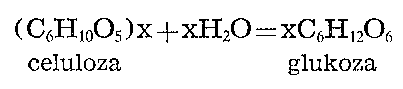 (C₆H₁₀O₅)x+xH₂O=xC₆H₁₂O₆
celuloza glukoza